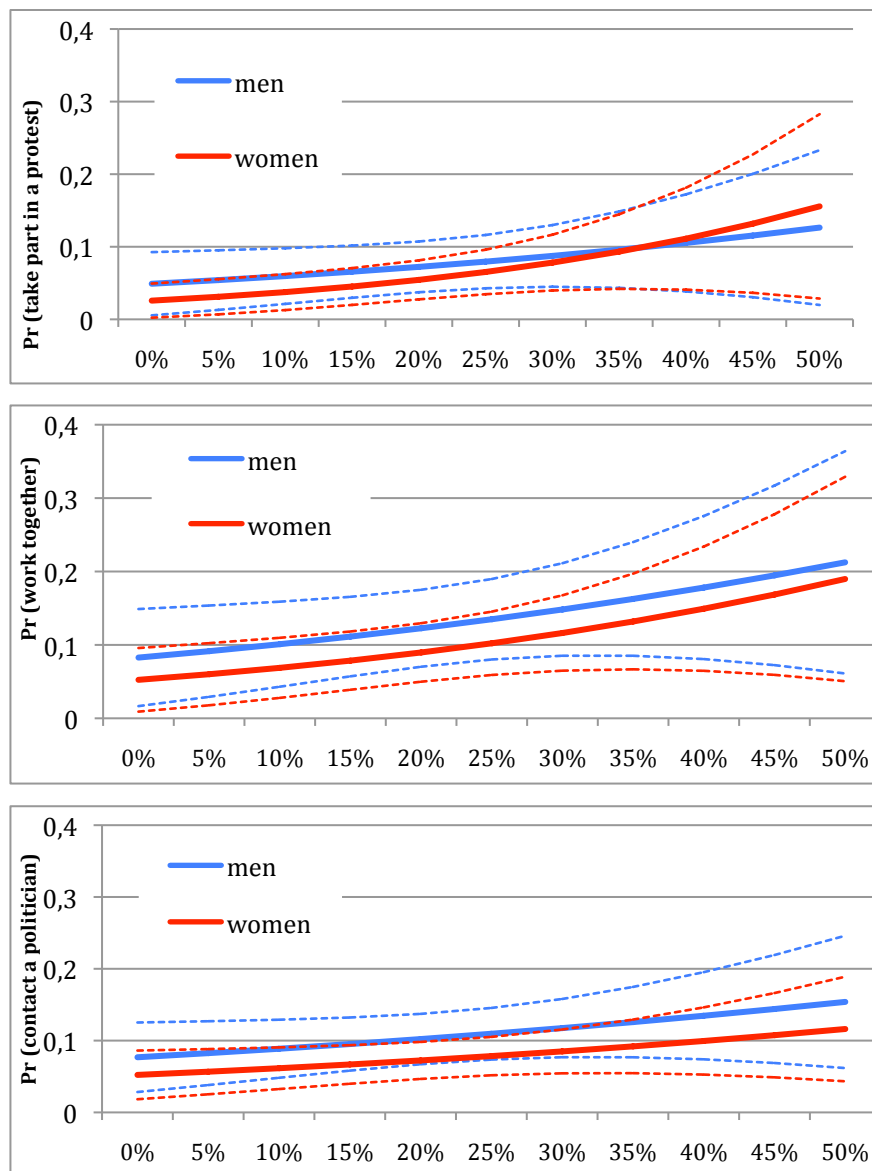 Pr (take part in a protest)
0,4
0,3
0,2
0,1
0
men
women
0% 5% 10% 15% 20% 25% 30% 35% 40% 45% 50%
Pr (work together)
0,4
0,3
0,2
0,1
0
men
women
0% 5% 10% 15% 20% 25% 30% 35% 40% 45% 50%
Pr (contact a politician)
0,4
0,3
0,2
0,1
0
men
women
0% 5% 10% 15% 20% 25% 30% 35% 40% 45% 50%